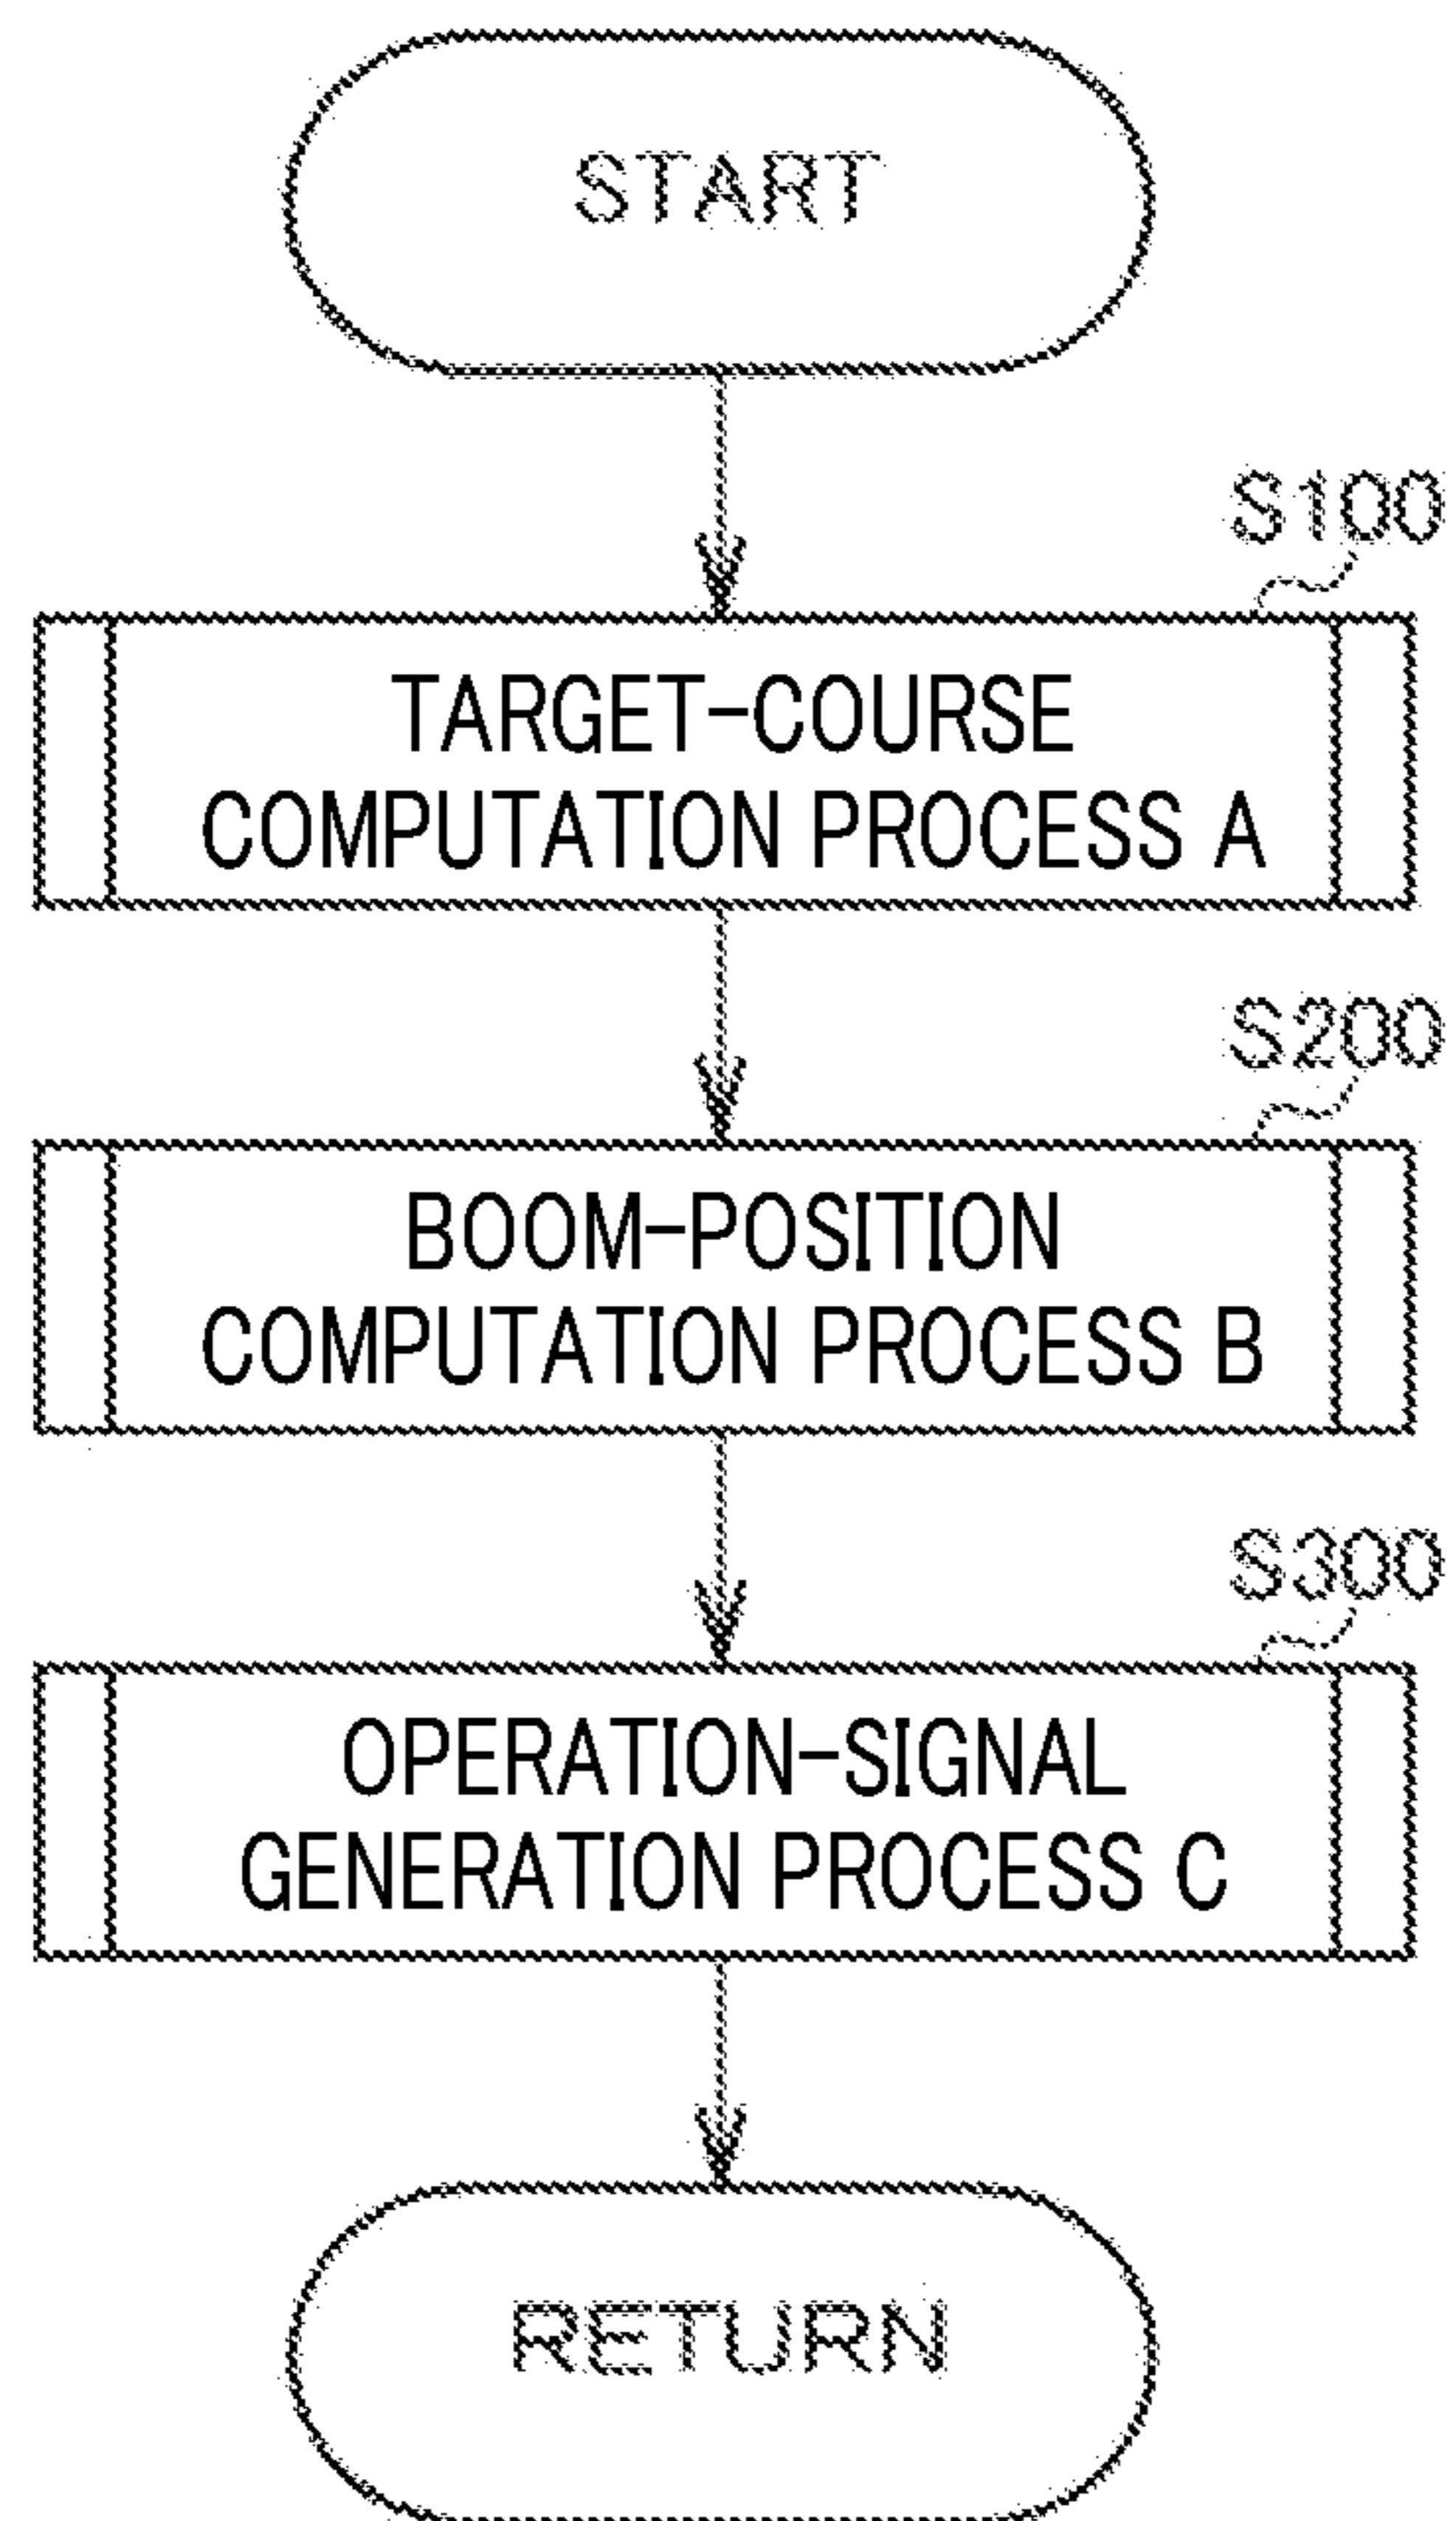 START
S100
TARGET-COURSE
COMPUTATION PROCESS A
S200
BOOM-POSITION
COMPUTATION PROCESS B
S300
OPERATION-SIGNAL
GENERATION PROCESS C
RETURN